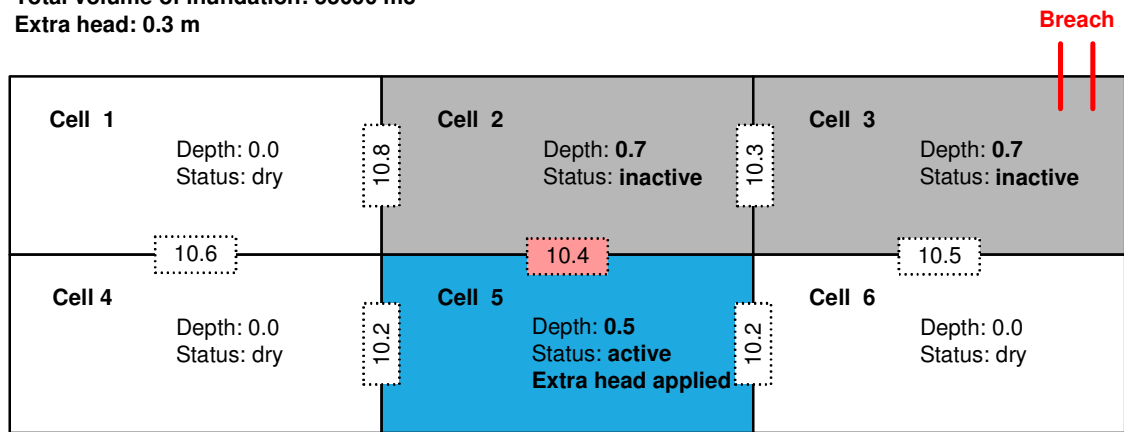 Extra head: 0.3 m
Breach
Cell 1
Depth: 0.0
Status: dry
10.8
Cell 2
Depth: 0.7
Status: inactive
10.3
Cell 3
Depth: 0.7
Status: inactive
10.6
10.4
10.5
Cell 4
Depth: 0.0
Status: dry
10.2
Cell 5
Depth: 0.5
Status: active
Extra head applied
10.2
Cell 6
Depth: 0.0
Status: dry